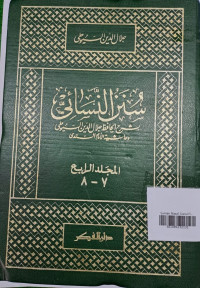 جلال الدين السيوطي
سنن النسائي
بشرح الحافظ جلال الدين السيوطي
وحاشية الإمام السندي
المجلد الرابع
٧ - ٨
دار الفكر